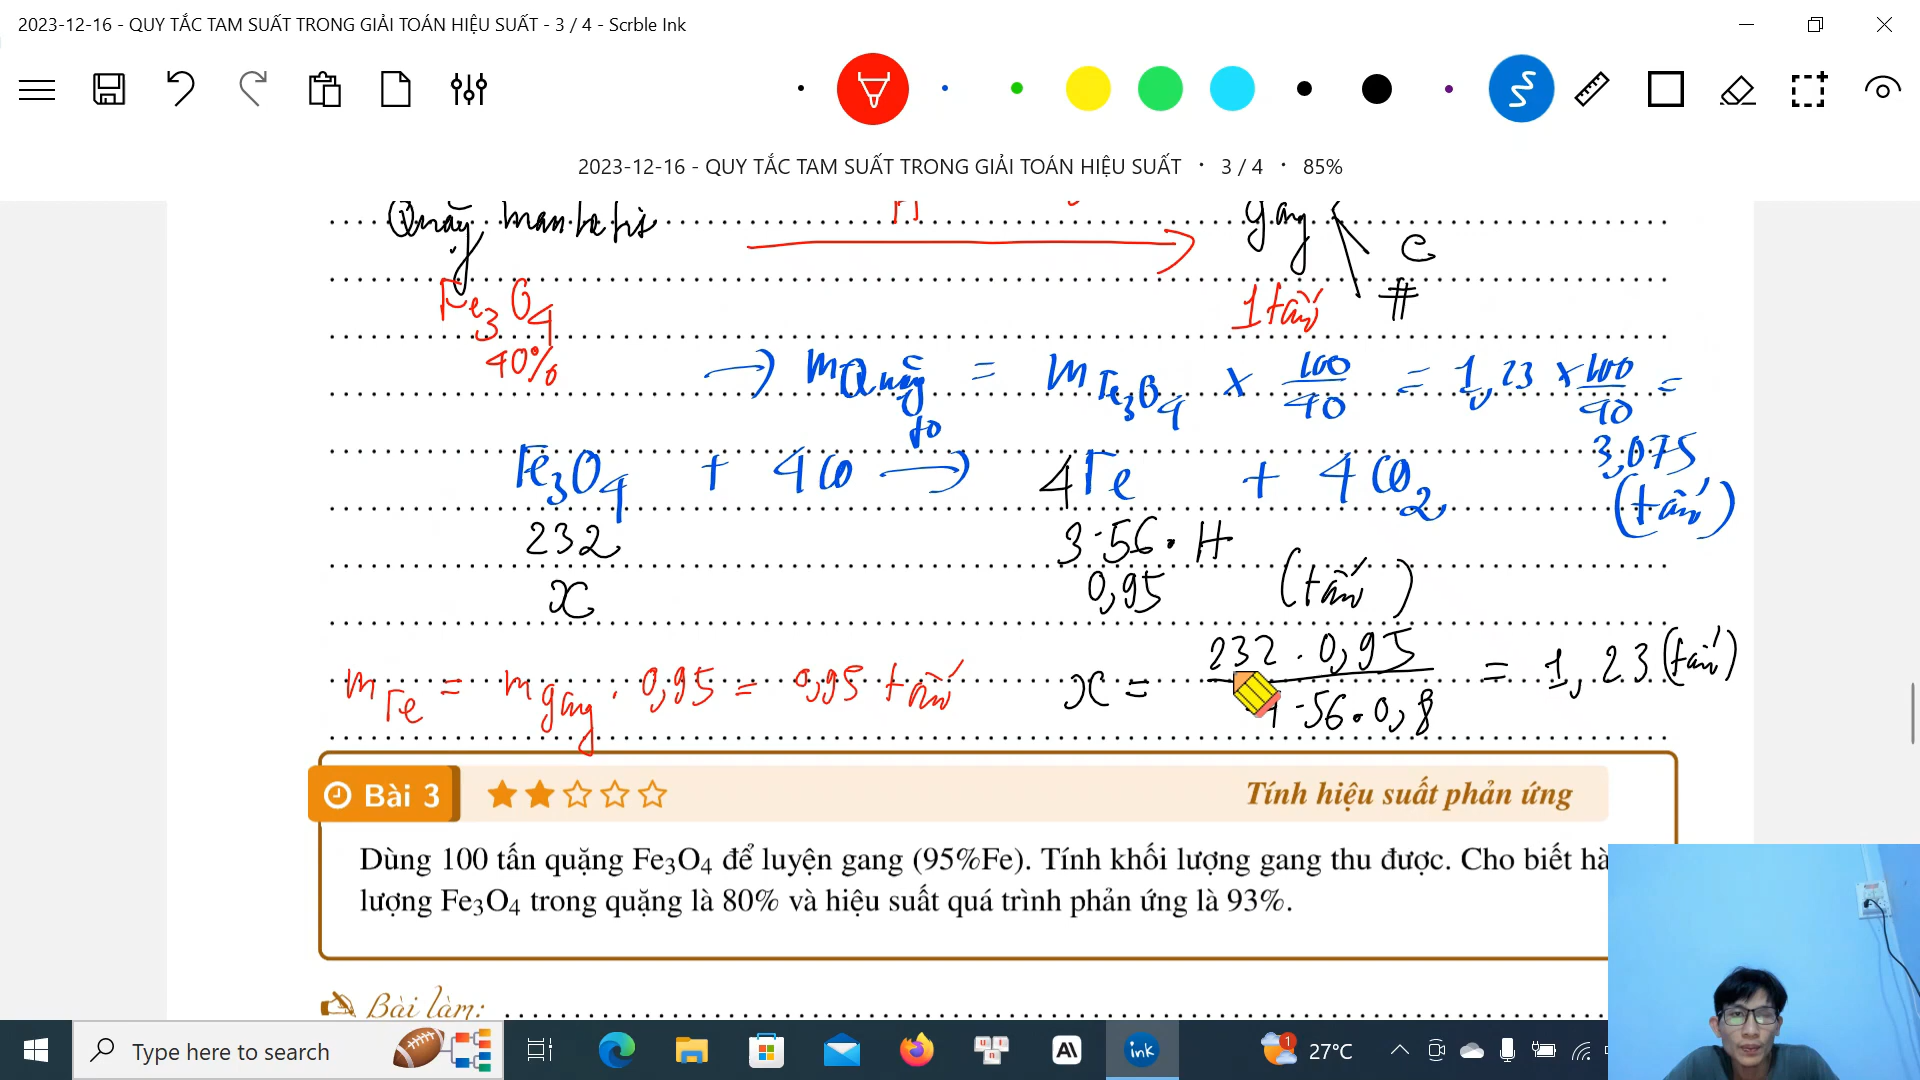 2023-12-16 - QUY TẮC TAM SUẤT TRONG GIẢI TOÁN HIỆU SUẤT - 3 / 4 - Scrble Ink
2023-12-16 - QUY TẮC TAM SUẤT TRONG GIẢI TOÁN HIỆU SUẤT · 3 / 4 · 85%
Quặng manhetit
gang
C
#
Fe3O4
40%
1 tấn
→ mQuặng = mFe3O4 × 100/40 = 1,23 × 100/40 =
3,075
(tấn)
to
Fe3O4 + 4CO → 4Fe + 4CO2
232
3·56·H
x
0,95
(tấn)
mFe = mgang · 0,95 = 0,95 tấn
x = 232·0,95
·56·0,8
= 1,23 (tấn)
Bài 3
Tính hiệu suất phản ứng
Dùng 100 tấn quặng Fe3O4 để luyện gang (95%Fe). Tính khối lượng gang thu được. Cho biết hà
lượng Fe3O4 trong quặng là 80% và hiệu suất quá trình phản ứng là 93%.
Bài làm:
Type here to search
ink
1
27°C